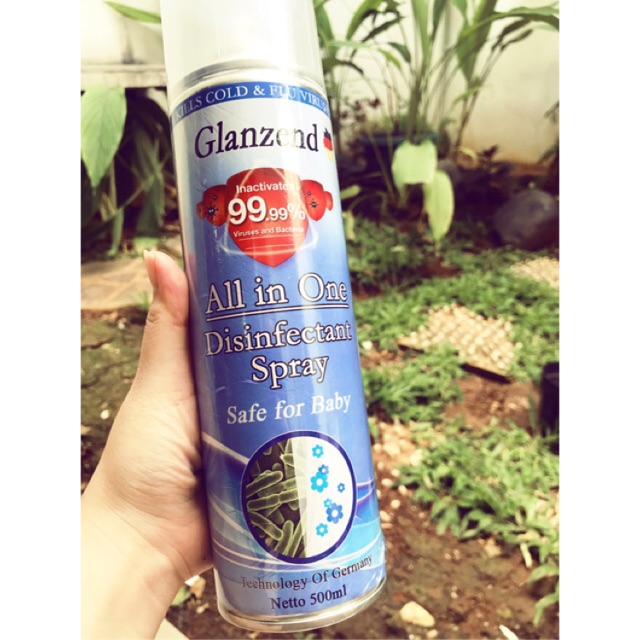 KILLS COLD & FLU VIRUS
Glanzend
Inactivates
99.99%
Viruses and Bacteria
All in One
Disinfectant
Spray
Safe for Baby
Technology Of Germany
Netto 500ml